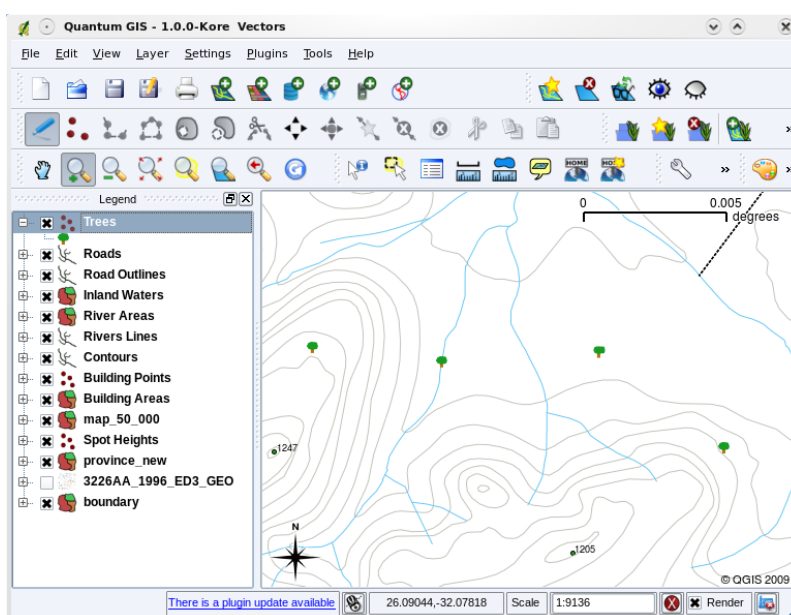 Quantum GIS - 1.0.0-Kore Vectors
File Edit View Layer Settings Plugins Tools Help
HOME HOME
Legend
Trees
Roads
Road Outlines
Inland Waters
River Areas
Rivers Lines
Contours
Building Points
Building Areas
map_50_000
Spot Heights
province_new
3226AA_1996_ED3_GEO
boundary
0 0.005
degrees
1247
1205
N
© QGIS 2009
There is a plugin update available 26.09044,-32.07818 Scale 1:9136 Render